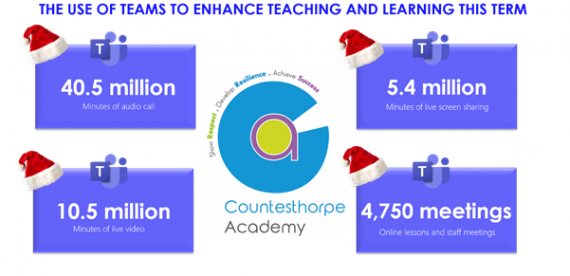 THE USE OF TEAMS TO ENHANCE TEACHING AND LEARNING THIS TERM
T
40.5 million
Minutes of audio call
T
5.4 million
Minutes of live screen sharing
Show Respect . Develop Resilience . Achieve Success
a
Countesthorpe
Academy
T
10.5 million
Minutes of live video
T
4,750 meetings
Online lessons and staff meetings